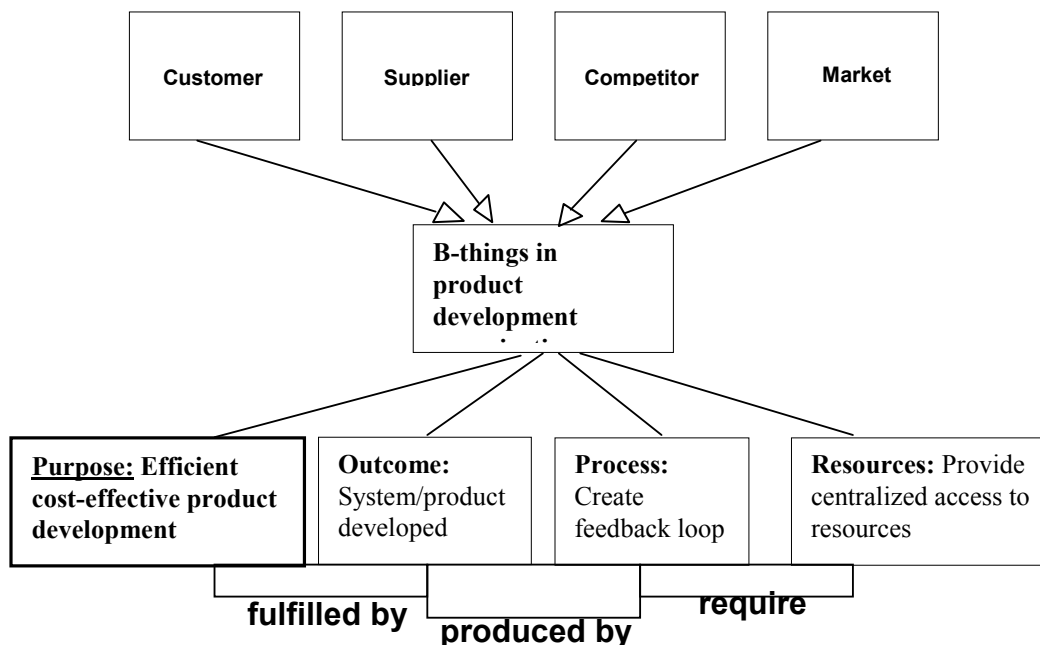 Customer
Supplier
Competitor
Market
B-things in
product
development
Purpose: Efficient
cost-effective product
development
Outcome:
System/product
developed
Process:
Create
feedback loop
Resources: Provide
centralized access to
resources
fulfilled by
produced by
require